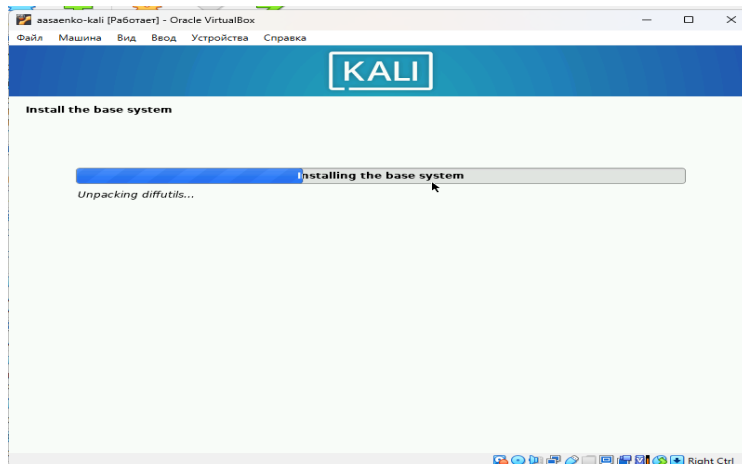 aasaenko-kali [Работает] - Oracle VirtualBox
Файл Машина Вид Ввод Устройства Справка
KALI
Install the base system
Installing the base system
Unpacking diffutils...
Right Ctrl